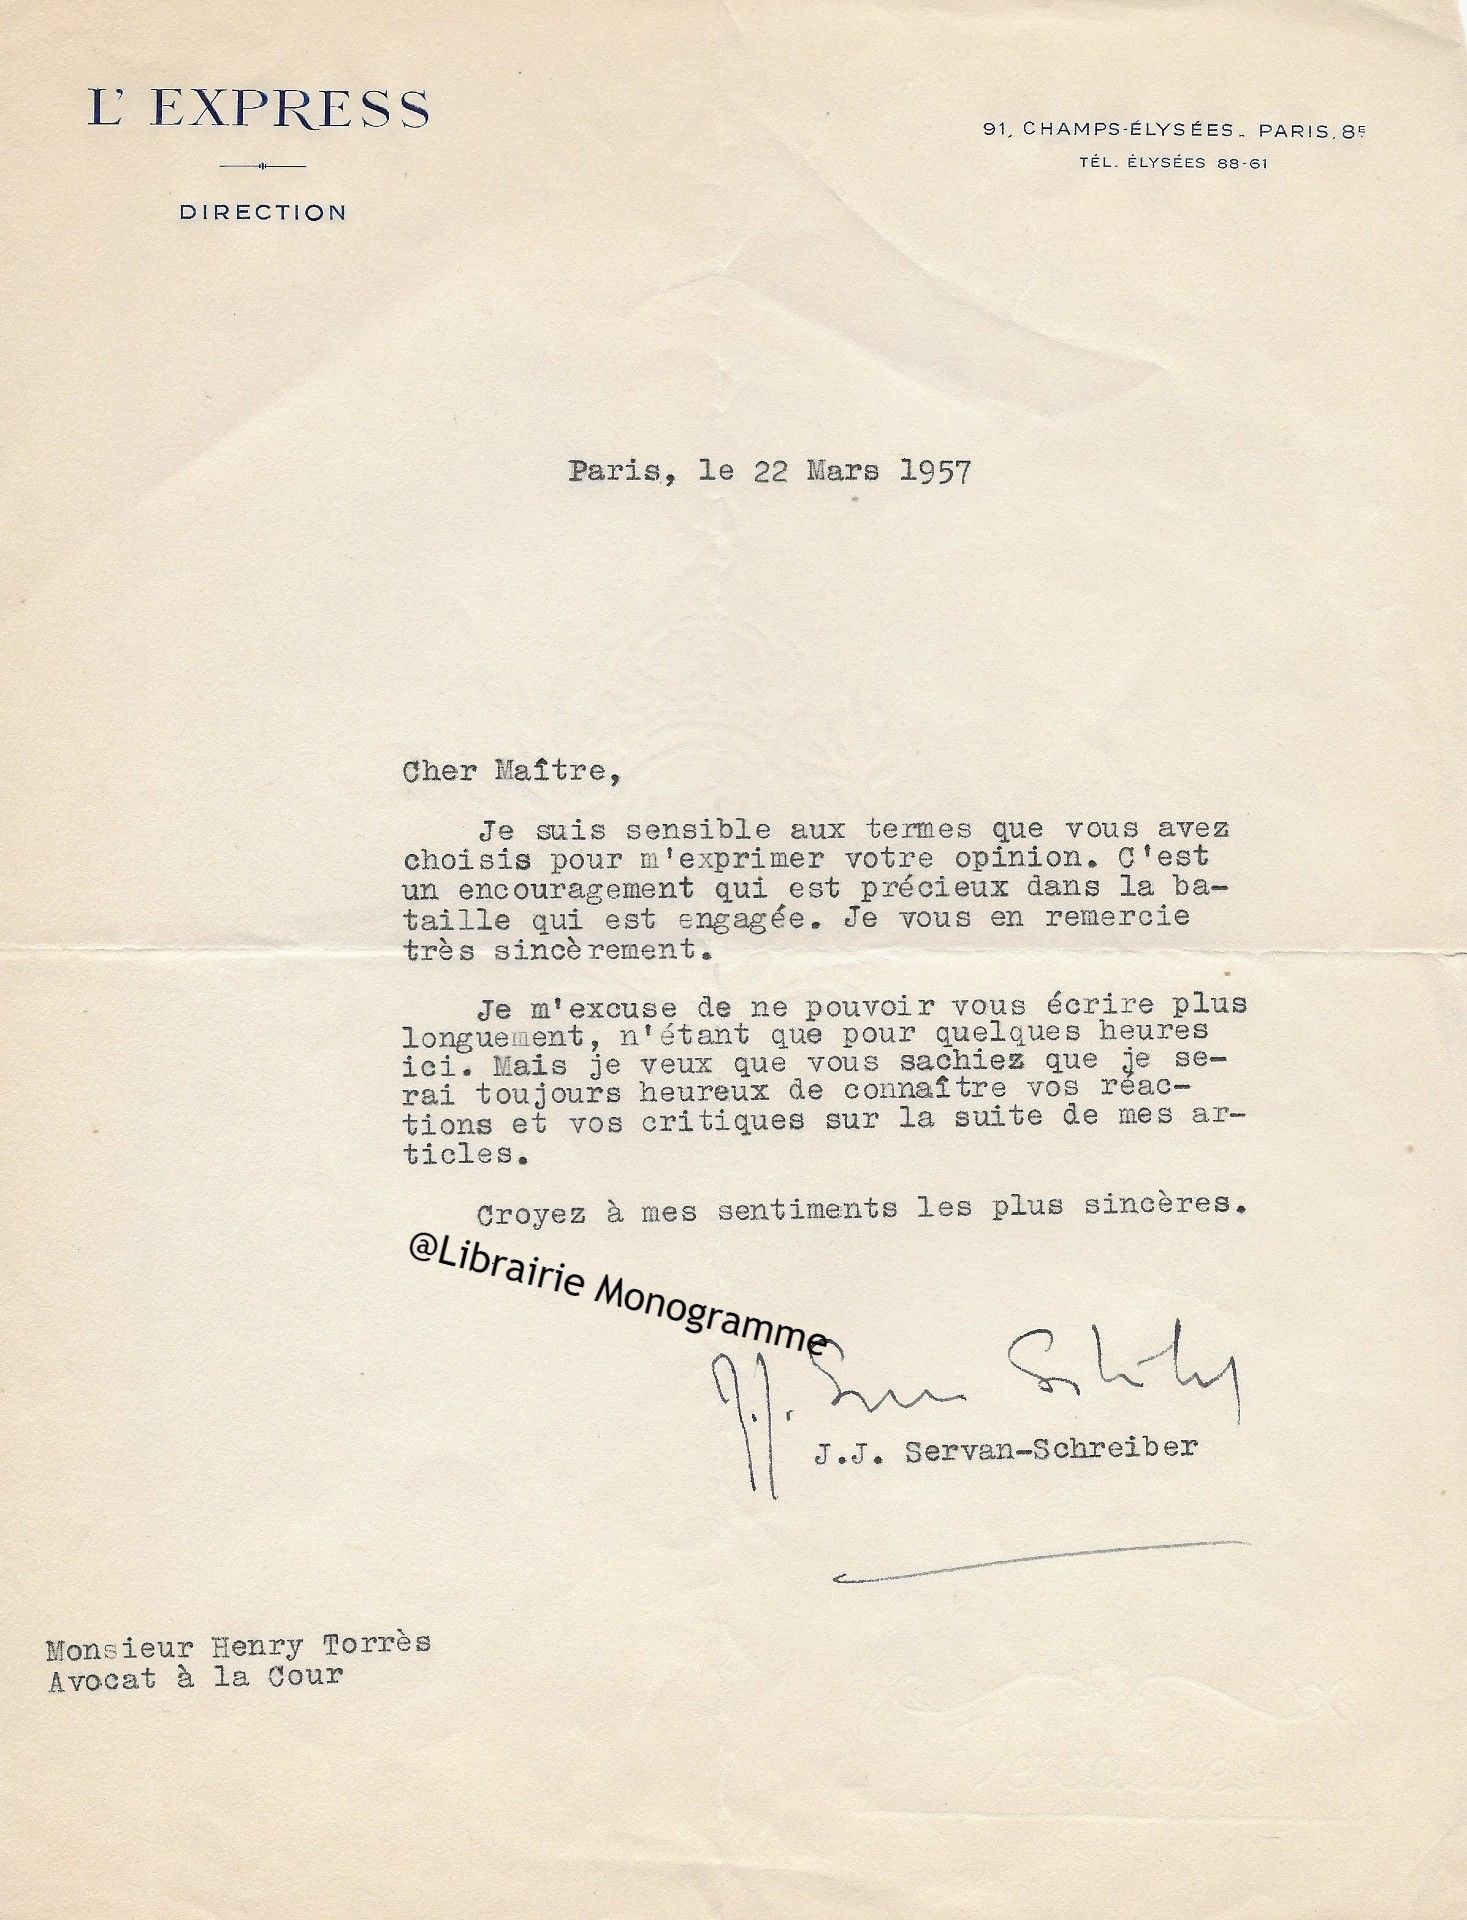 L' EXPRESS
DIRECTION
91, CHAMPS-ÉLYSÉES. PARIS. 8E
TÉL. ÉLYSÉES 88-61
Paris, le 22 Mars 1957
Cher Maître,
Je suis sensible aux termes que vous avez
choisis pour m'exprimer votre opinion. C'est
un encouragement qui est précieux dans la ba-
taille qui est engagée. Je vous en remercie
très sincèrement.
Je m'excuse de ne pouvoir vous écrire plus
longuement, n'étant que pour quelques heures
ici. Mais je veux que vous sachiez que je se-
rai toujours heureux de connaître vos réac-
tions et vos critiques sur la suite de mes ar-
ticles.
Croyez à mes sentiments les plus sincères.
@Librairie Monogramme
J.J. Servan Schreiber
J.J. Servan-Schreiber
Monsieur Henry Torrès
Avocat à la Cour